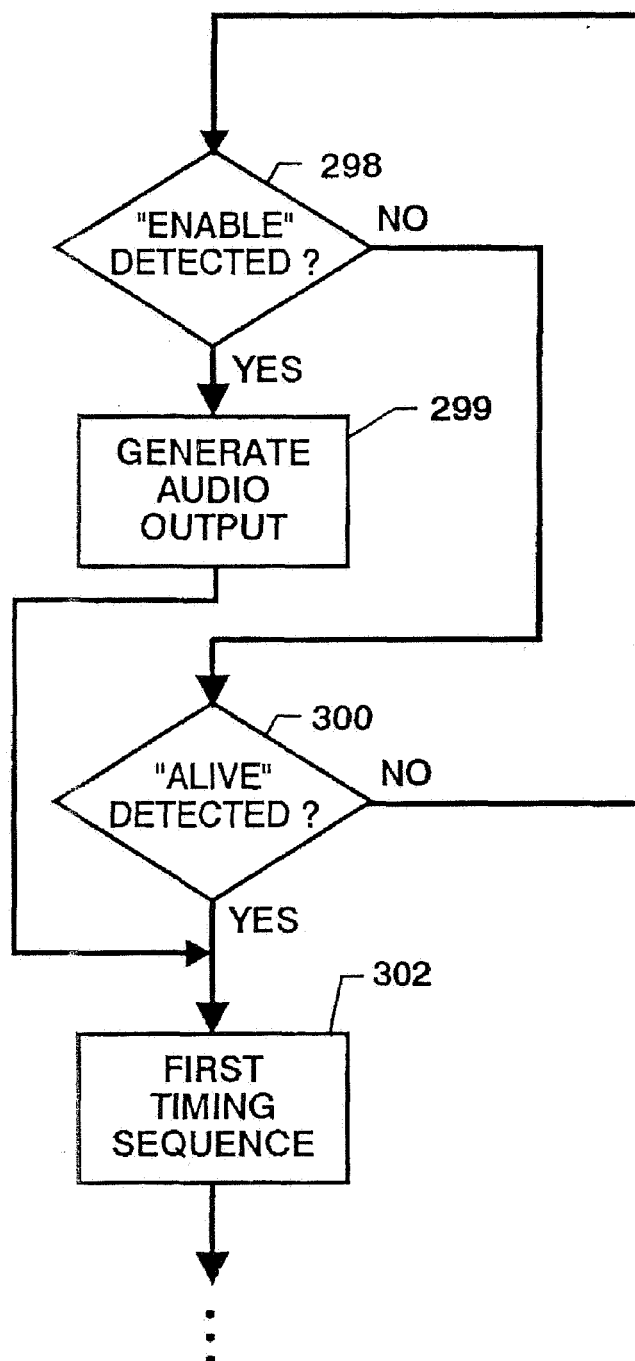 298
"ENABLE"
DETECTED ?
NO
YES
299
GENERATE
AUDIO
OUTPUT
300
"ALIVE"
DETECTED ?
NO
YES
302
FIRST
TIMING
SEQUENCE